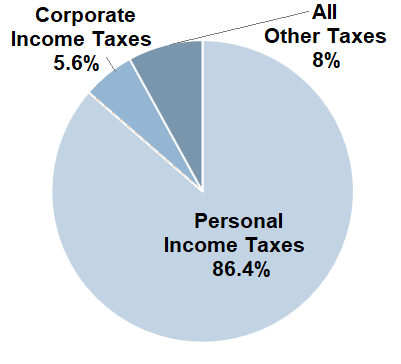 Corporate
Income Taxes
5.6%
All
Other Taxes
8%
Personal
Income Taxes
86.4%